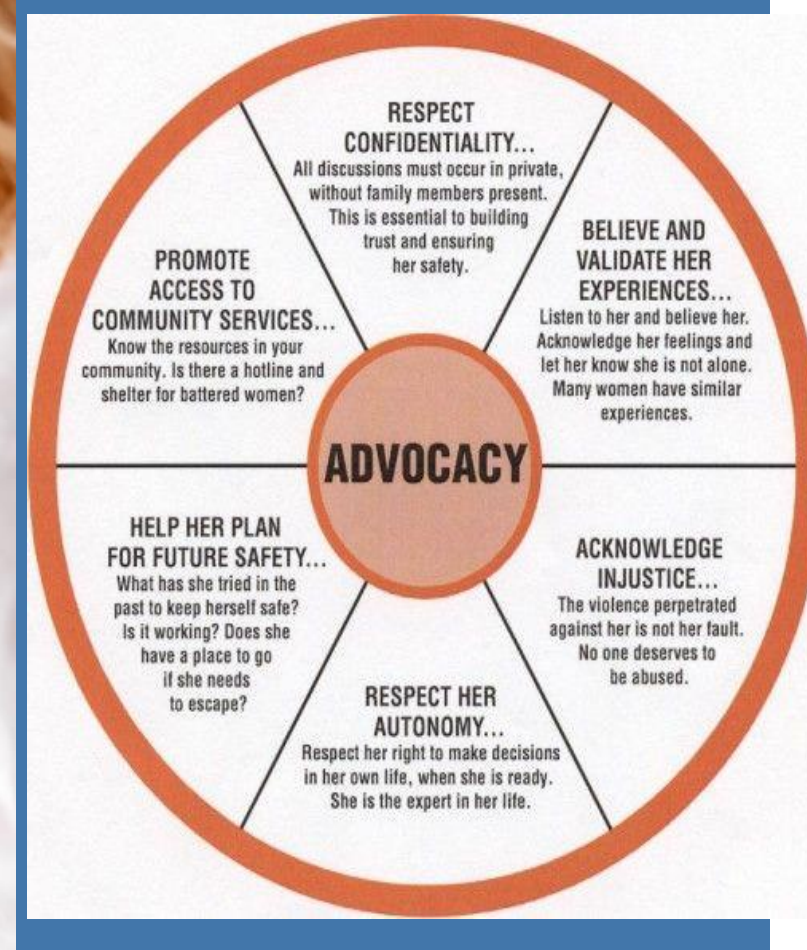 RESPECT
CONFIDENTIALITY...
All discussions must occur in private,
without family members present.
This is essential to building
trust and ensuring
her safety.
BELIEVE AND
VALIDATE HER
EXPERIENCES...
Listen to her and believe her.
Acknowledge her feelings and
let her know she is not alone.
Many women have similar
experiences.
ACKNOWLEDGE
INJUSTICE...
The violence perpetrated
against her is not her fault.
No one deserves to
be abused.
RESPECT HER
AUTONOMY...
Respect her right to make decisions
in her own life, when she is ready.
She is the expert in her life.
HELP HER PLAN
FOR FUTURE SAFETY...
What has she tried in the
past to keep herself safe?
Is it working? Does she
have a place to go
if she needs
to escape?
PROMOTE
ACCESS TO
COMMUNITY SERVICES...
Know the resources in your
community. Is there a hotline and
shelter for battered women?
ADVOCACY